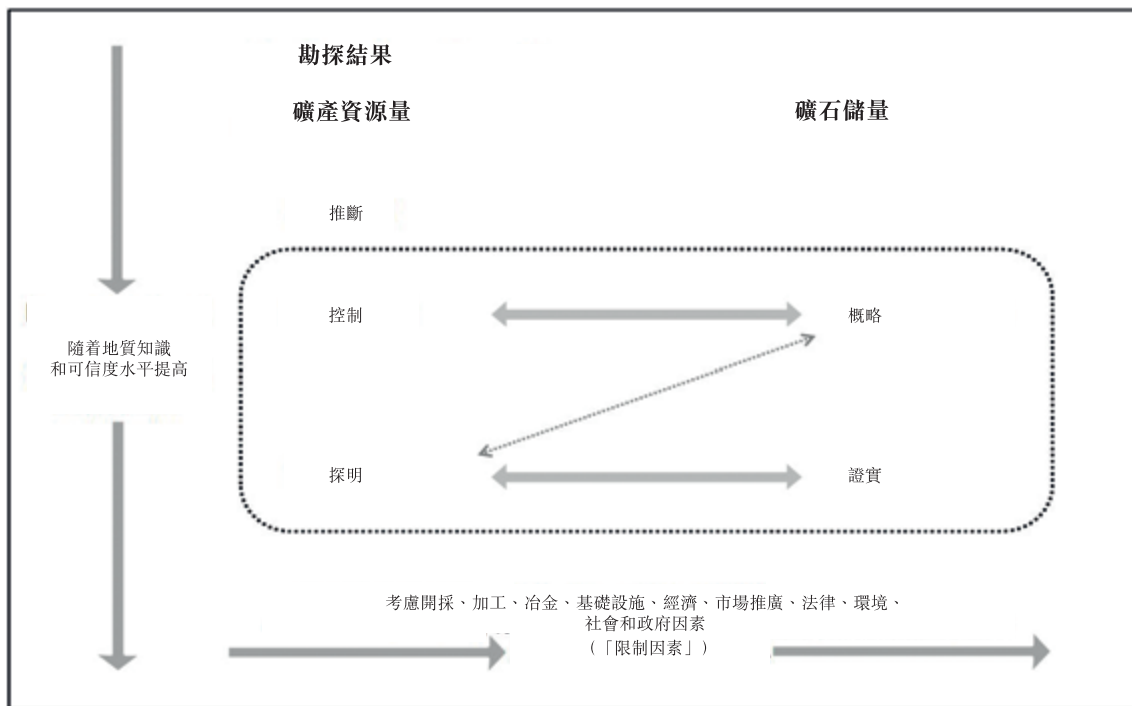 勘探結果
礦產資源量
礦石儲量
推斷
控制
概略
隨着地質知識
和可信度水平提高
探明
證實
考慮開採、加工、冶金、基礎設施、經濟、市場推廣、法律、環境、
社會和政府因素
(「限制因素」)